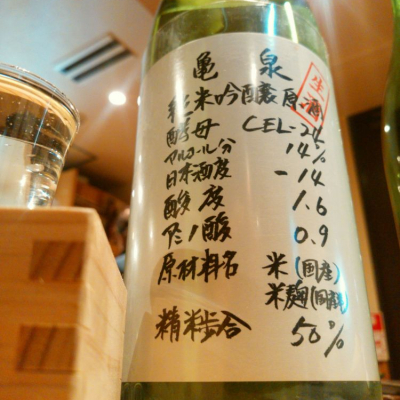 亀泉
純米吟醸原酒
生酒
酵母 CEL-24
アルコール分 14%
日本酒度 -14
酸度 1.6
アミノ酸 0.9
原材料名 米(国産)
米麹(国産)
精米歩合 50%